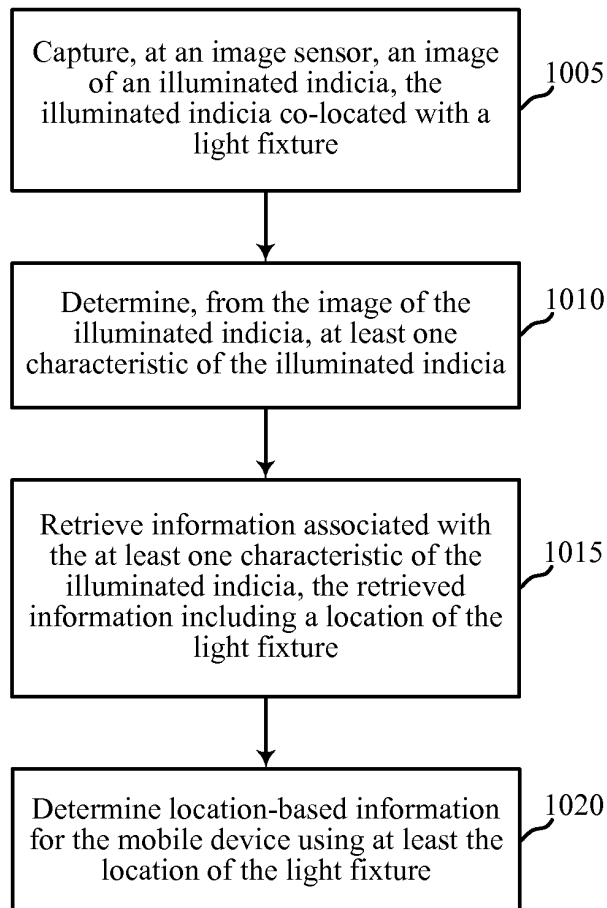 Capture, at an image sensor, an image
of an illuminated indicia, the
illuminated indicia co-located with a
light fixture
1005
Determine, from the image of the
illuminated indicia, at least one
characteristic of the illuminated indicia
1010
Retrieve information associated with
the at least one characteristic of the
illuminated indicia, the retrieved
information including a location of the
light fixture
1015
Determine location-based information
for the mobile device using at least the
location of the light fixture
1020